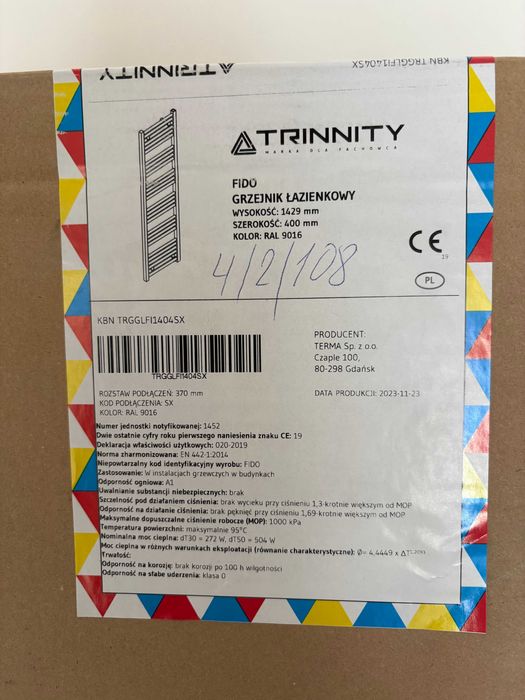 TRINNITY
KBN TRGGLFI1404SX
TRINNITY
MARKA DLA FACHOWCA
FIDO
GRZEJNIK ŁAZIENKOWY
WYSOKOŚĆ: 1429 mm
SZEROKOŚĆ: 400 mm
KOLOR: RAL 9016
CE
19
4/2/108
PL
KBN TRGGLFI1404SX
TRGGLFI1404SX
PRODUCENT:
TERMA Sp. z o.o.
Czaple 100,
80-298 Gdańsk
ROZSTAW PODŁĄCZEŃ: 370 mm
KOD PODŁĄCZENIA: SX
KOLOR: RAL 9016
DATA PRODUKCJI: 2023-11-23
Numer jednostki notyfikowanej: 1452
Dwie ostatnie cyfry roku pierwszego naniesienia znaku CE: 19
Deklaracja właściwości użytkowych: 020-2019
Norma zharmonizowana: EN 442-1:2014
Niepowtarzalny kod identyfikacyjny wyrobu: FIDO
Zastosowanie: W instalacjach grzewczych w budynkach
Odporność ogniowa: A1
Uwalnianie substancji niebezpiecznych: brak
Szczelność pod działaniem ciśnienia: brak wycieku przy ciśnieniu 1,3-krotnie większym od MOP
Odporność na działanie ciśnienia: brak pęknięć przy ciśnieniu 1,69-krotnie większym od MOP
Maksymalne dopuszczalne ciśnienie robocze (MOP): 1000 kPa
Temperatura powierzchni: maksymalnie 95°C
Nominalna moc cieplna: dT30 = 272 W, dT50 = 504 W
Moc cieplna w różnych warunkach eksploatacji (równanie charakterystyczne): Φ= 4.4449 x ΔT
Trwałość:
Odporność na korozję: brak korozji po 100 h wilgotności
Odporność na słabe uderzenia: klasa 0